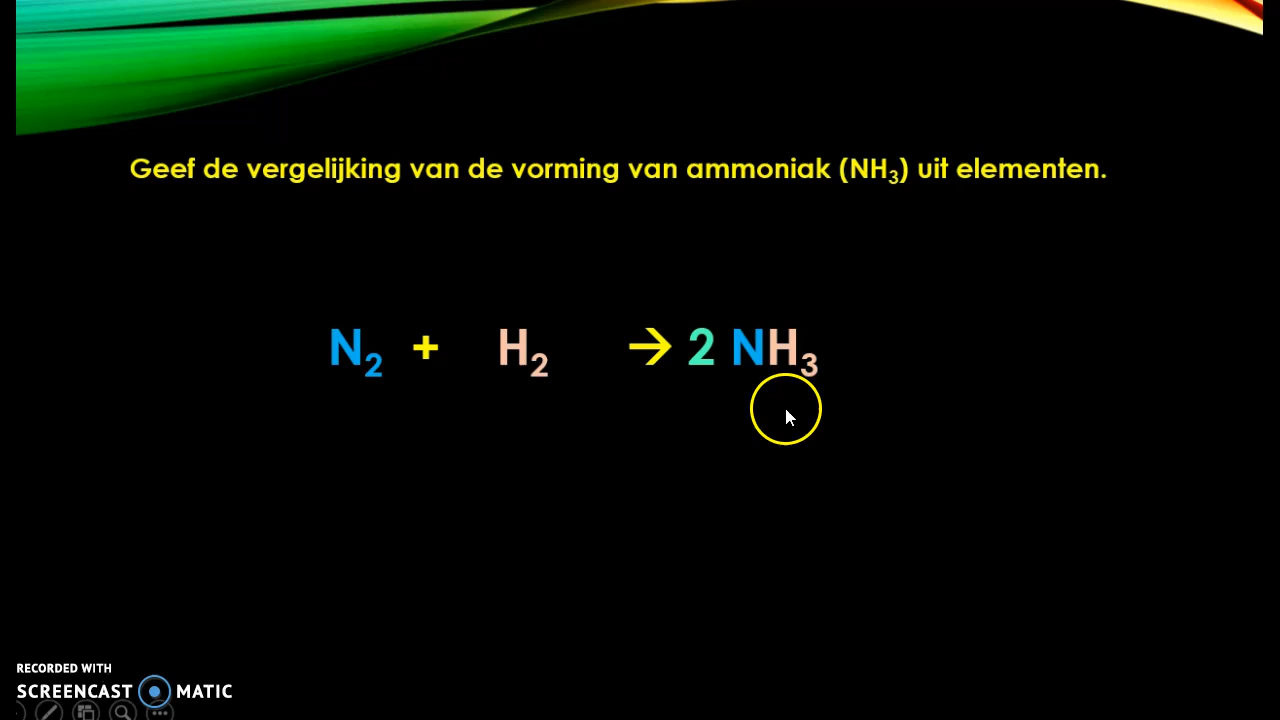 Geef de vergelijking van de vorming van ammoniak (NH₃) uit elementen.
N₂ + H₂ → 2 NH₃
RECORDED WITH
SCREENCAST MATIC